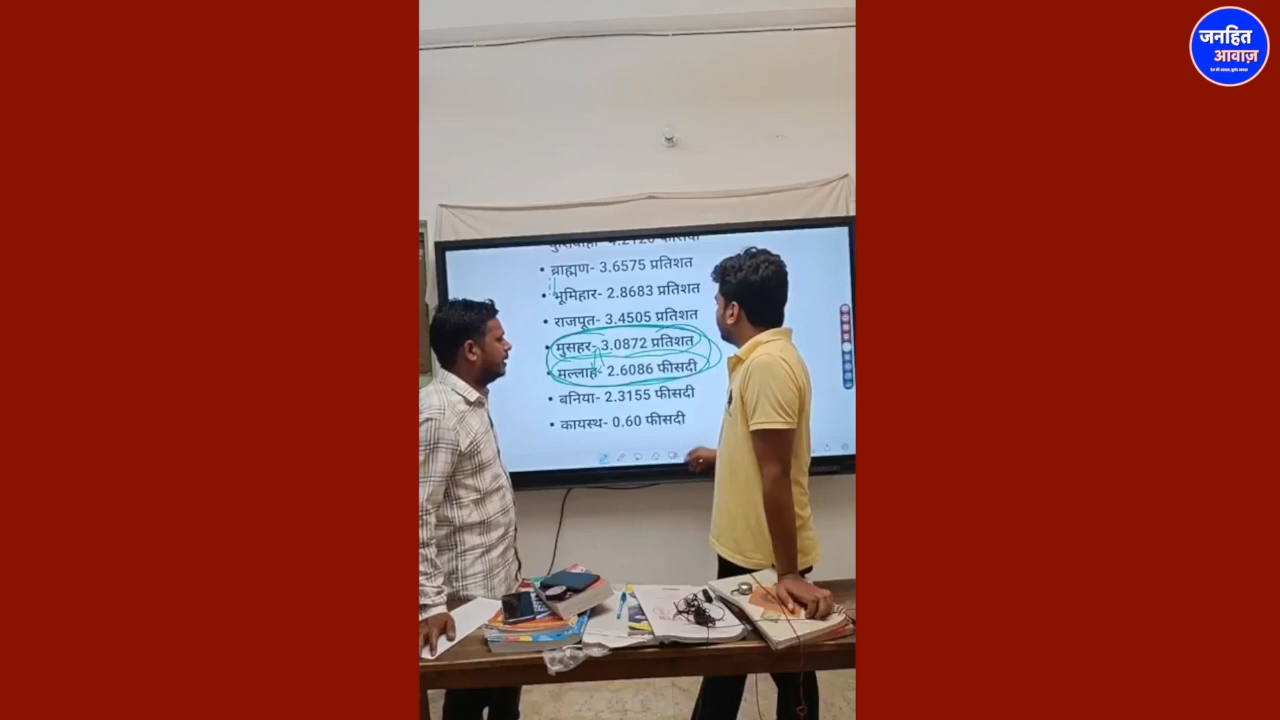 जनहित
आवाज़
• ब्राह्मण- 3.6575 प्रतिशत
• भूमिहार- 2.8683 प्रतिशत
• राजपूत- 3.4505 प्रतिशत
• मुसहर- 3.0872 प्रतिशत
• मल्लाह- 2.6086 फीसदी
• बनिया- 2.3155 फीसदी
• कायस्थ- 0.60 फीसदी